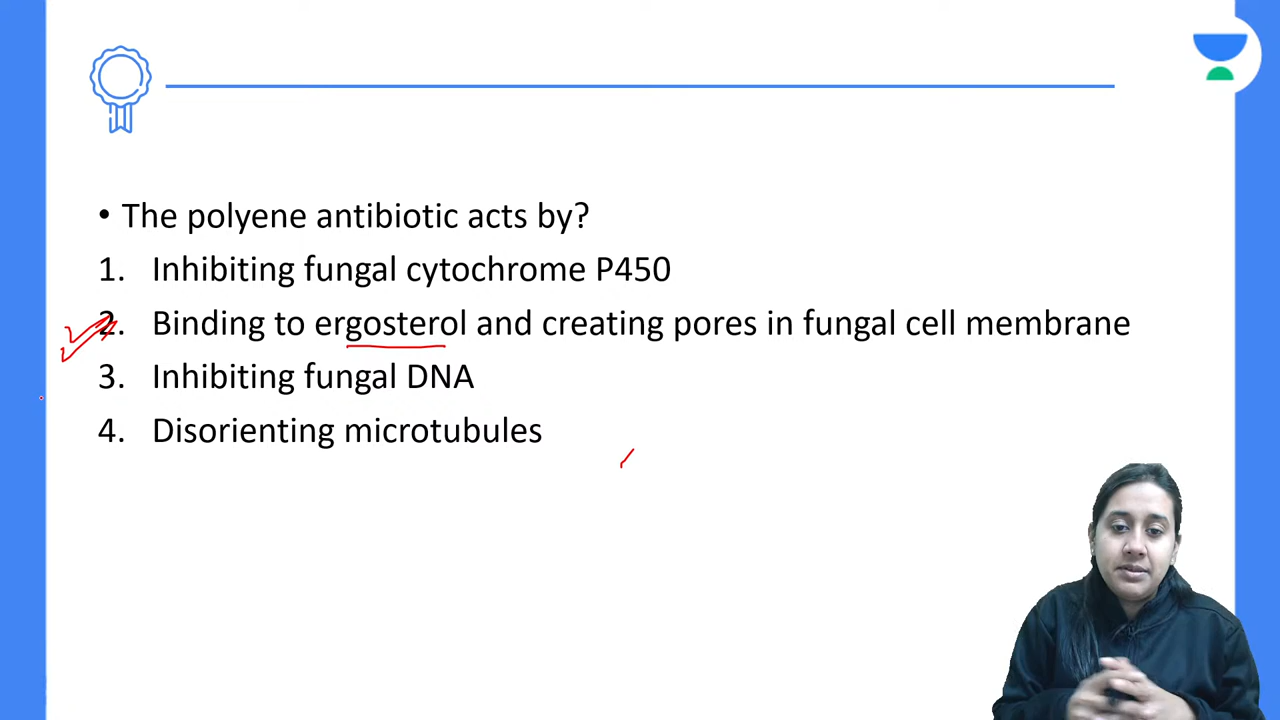 • The polyene antibiotic acts by?
1. Inhibiting fungal cytochrome P450
2. Binding to ergosterol and creating pores in fungal cell membrane
3. Inhibiting fungal DNA
4. Disorienting microtubules